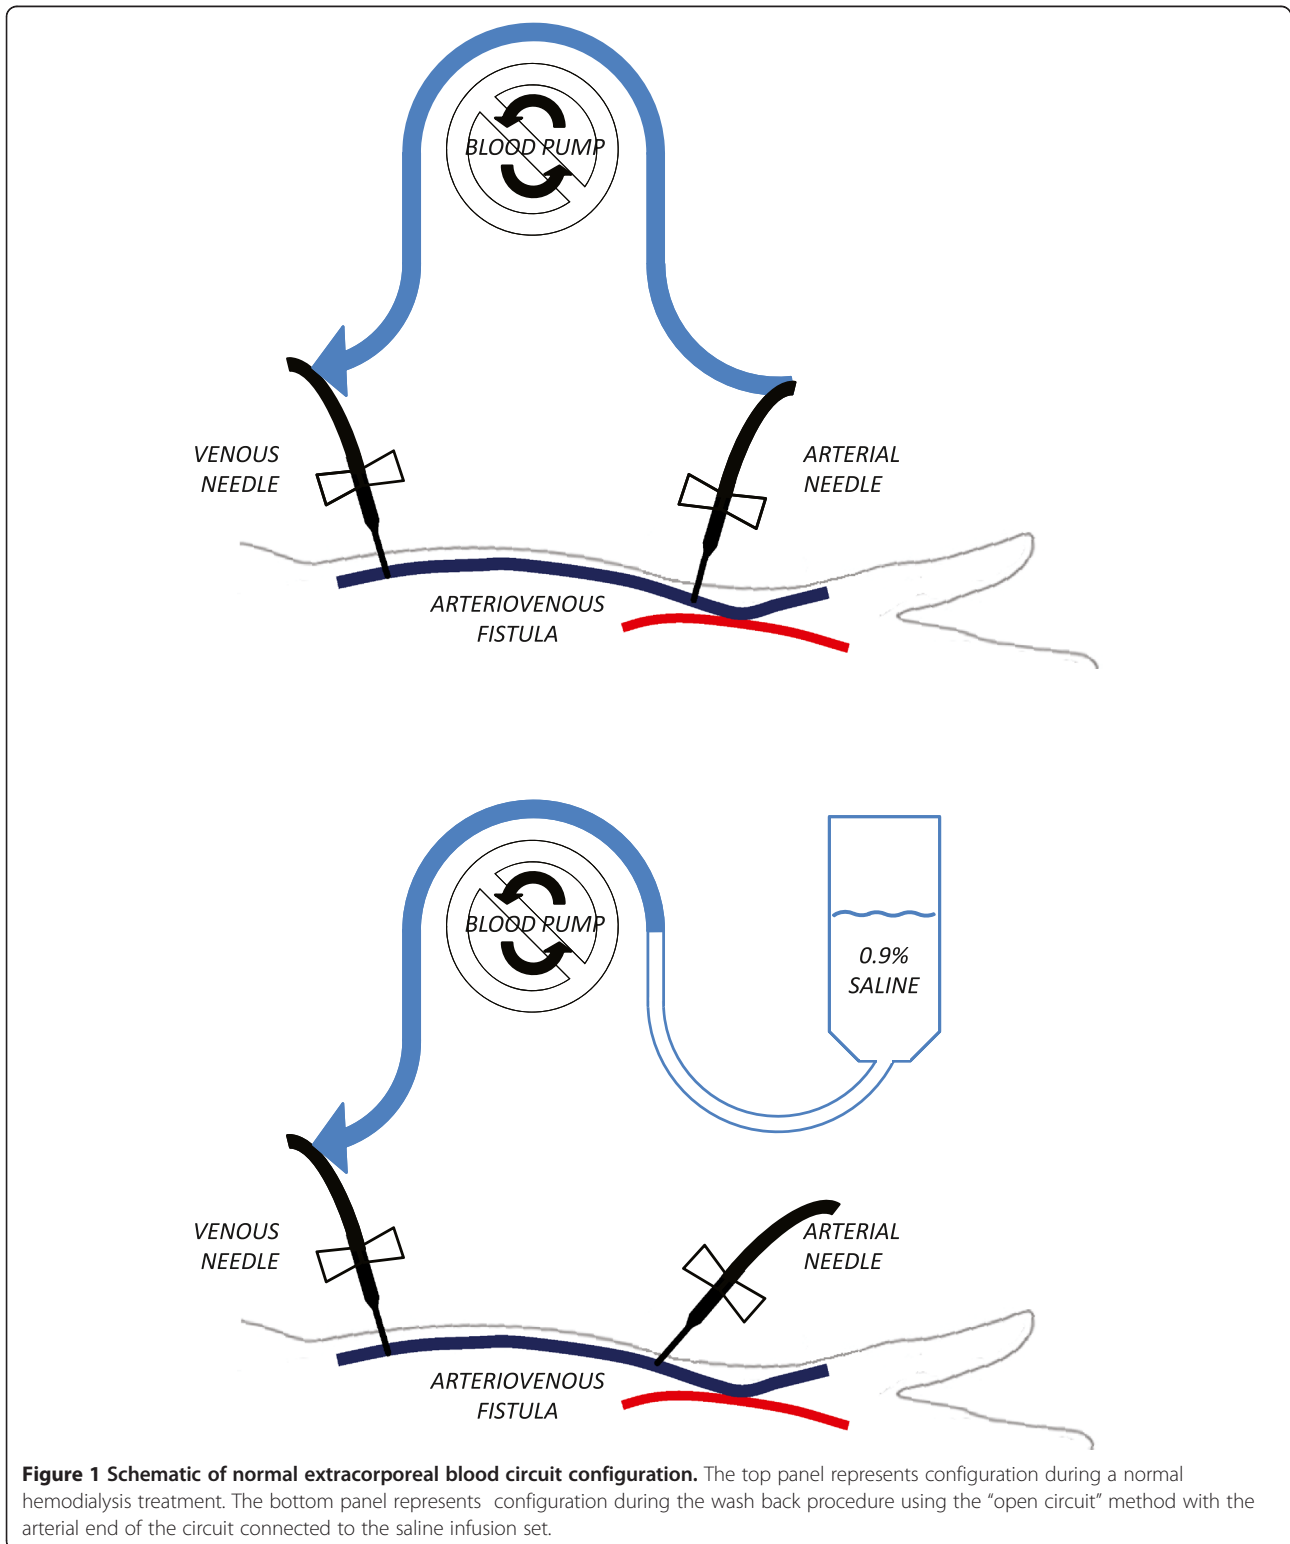 BLOOD PUMP
VENOUS
NEEDLE
ARTERIAL
NEEDLE
ARTERIOVENOUS
FISTULA
BLOOD PUMP
0.9%
SALINE
VENOUS
NEEDLE
ARTERIAL
NEEDLE
ARTERIOVENOUS
FISTULA
Figure 1 Schematic of normal extracorporeal blood circuit configuration. The top panel represents configuration during a normal
hemodialysis treatment. The bottom panel represents configuration during the wash back procedure using the “open circuit” method with the
arterial end of the circuit connected to the saline infusion set.